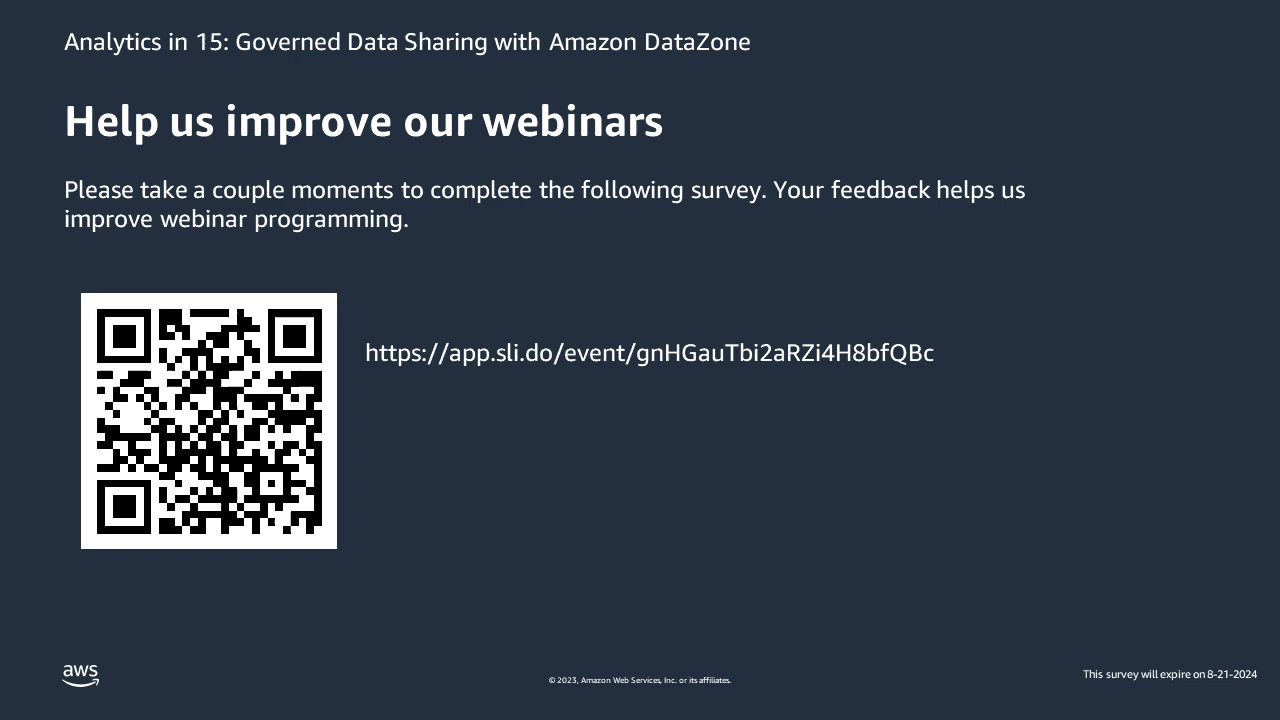 Analytics in 15: Governed Data Sharing with Amazon DataZone
Help us improve our webinars
Please take a couple moments to complete the following survey. Your feedback helps us
improve webinar programming.
https://app.sli.do/event/gnHGauTbi2aRZi4H8bfQBc
aws
© 2023, Amazon Web Services, Inc. or its affiliates.
This survey will expire on 8-21-2024